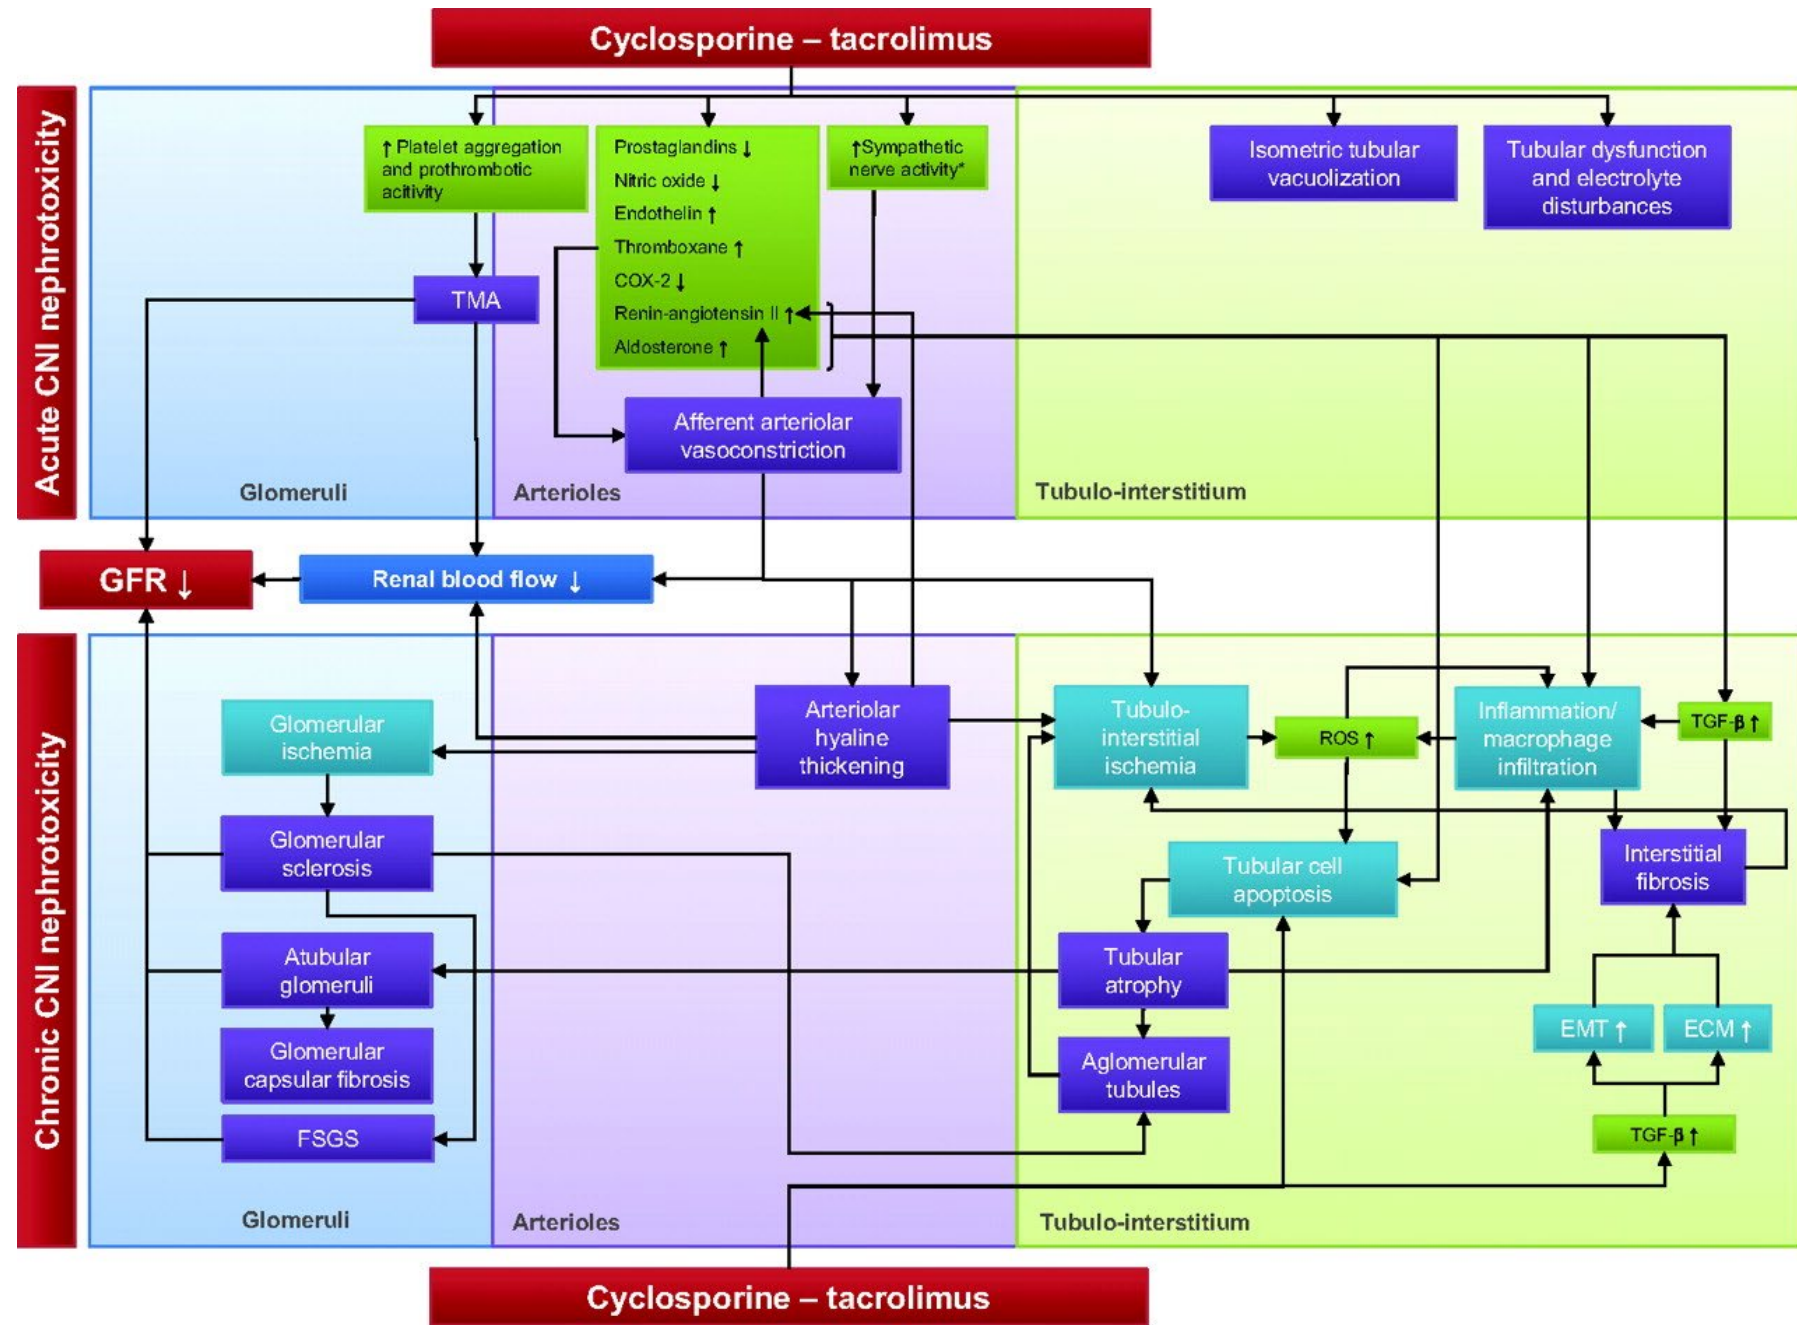 Cyclosporine – tacrolimus
Acute CNI nephrotoxicity
↑ Platelet aggregation
and prothrombotic
acitivity
Prostaglandins ↓
Nitric oxide ↓
Endothelin ↑
Thromboxane ↑
COX-2 ↓
Renin-angiotensin II ↑
Aldosterone ↑
↑Sympathetic
nerve activity*
Isometric tubular
vacuolization
Tubular dysfunction
and electrolyte
disturbances
TMA
Afferent arteriolar
vasoconstriction
Glomeruli
Arterioles
Tubulo-interstitium
GFR ↓
Renal blood flow ↓
Chronic CNI nephrotoxicity
Glomerular
ischemia
Arteriolar
hyaline
thickening
Tubulo-
interstitial
ischemia
ROS ↑
Inflammation/
macrophage
infiltration
TGF-β ↑
Glomerular
sclerosis
Tubular cell
apoptosis
Interstitial
fibrosis
Atubular
glomeruli
Tubular
atrophy
EMT ↑
ECM ↑
Glomerular
capsular fibrosis
Aglomerular
tubules
FSGS
TGF-β ↑
Glomeruli
Arterioles
Tubulo-interstitium
Cyclosporine – tacrolimus